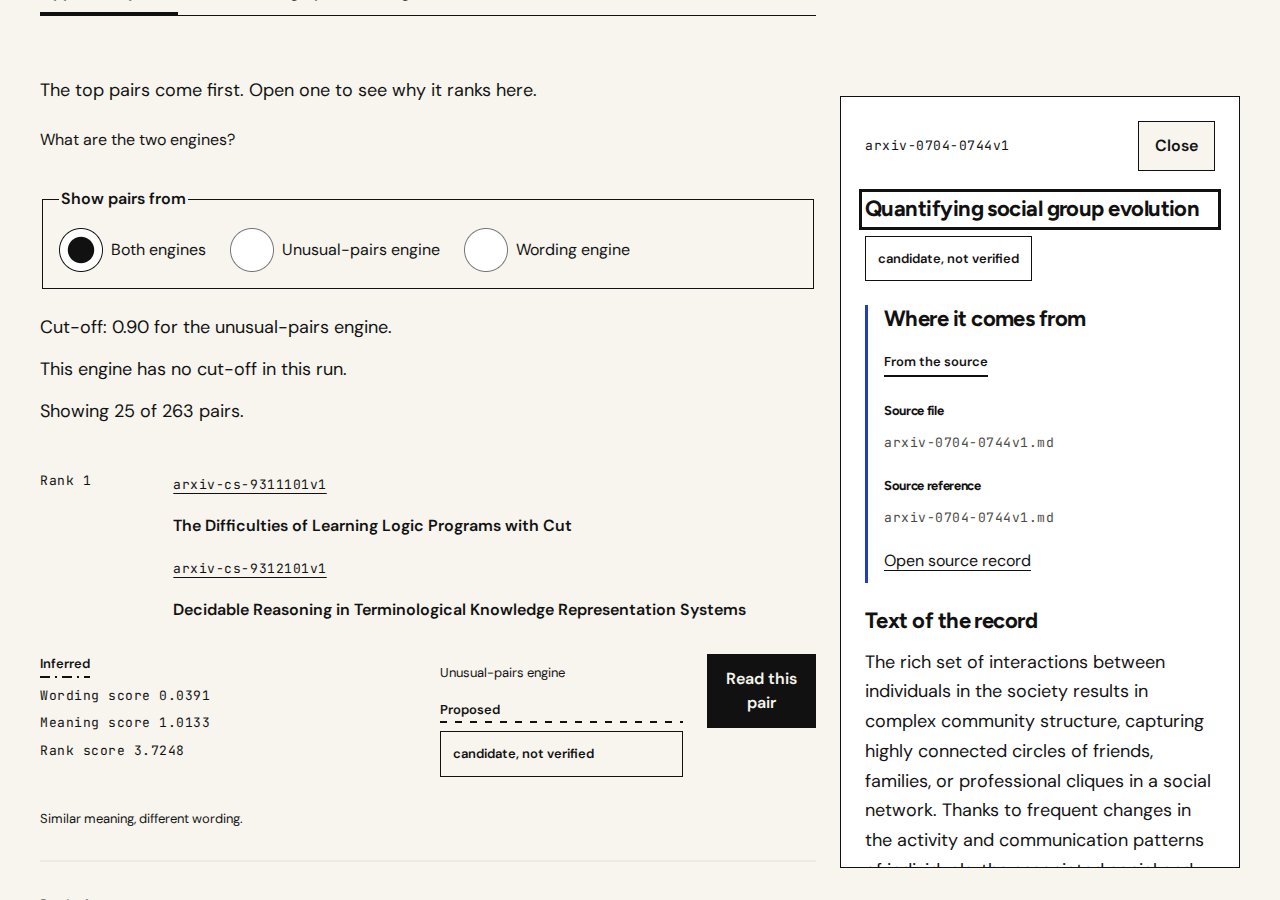 The top pairs come first. Open one to see why it ranks here.
What are the two engines?
Show pairs from
Both engines
Unusual-pairs engine
Wording engine
Cut-off: 0.90 for the unusual-pairs engine.
This engine has no cut-off in this run.
Showing 25 of 263 pairs.
Rank 1
arxiv-cs-9311101v1
The Difficulties of Learning Logic Programs with Cut
arxiv-cs-9312101v1
Decidable Reasoning in Terminological Knowledge Representation Systems
Inferred
Wording score 0.0391
Meaning score 1.0133
Rank score 3.7248
Unusual-pairs engine
Proposed
candidate, not verified
Read this
pair
Similar meaning, different wording.
arxiv-0704-0744v1
Close
Quantifying social group evolution
candidate, not verified
Where it comes from
From the source
Source file
arxiv-0704-0744v1.md
Source reference
arxiv-0704-0744v1.md
Open source record
Text of the record
The rich set of interactions between
individuals in the society results in
complex community structure, capturing
highly connected circles of friends,
families, or professional cliques in a social
network. Thanks to frequent changes in
the activity and communication patterns